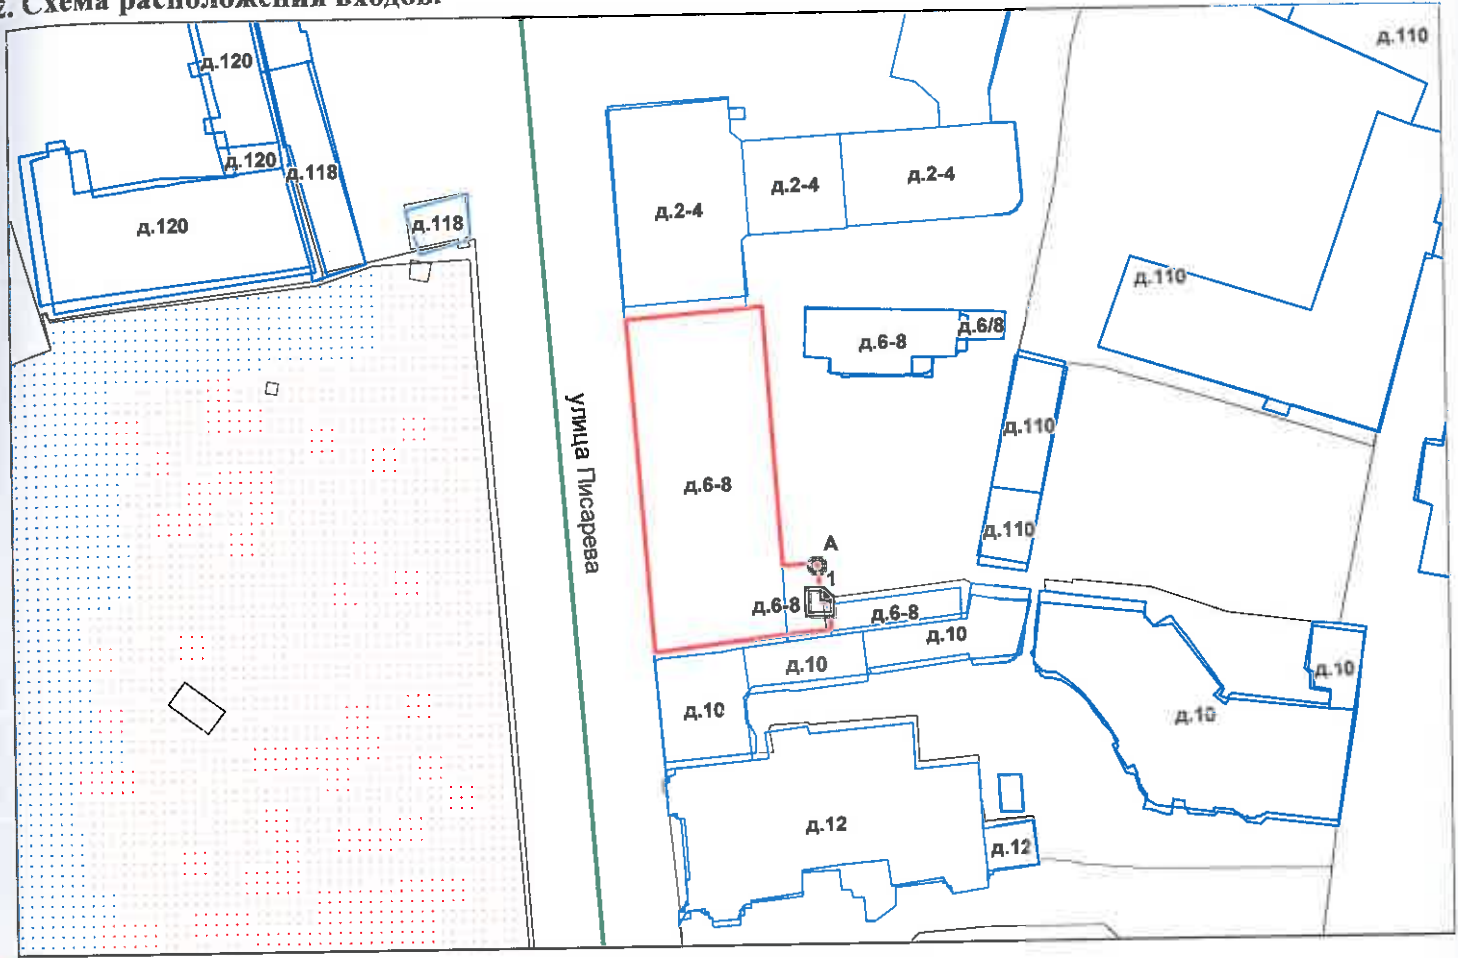 2. Схема расположения входов.
д.110
д.120
д.120
д.118
д.2-4
д.2-4
д.2-4
д.120
д.118
д.110
д.6/8
д.6-8
улица Писарева
д.110
д.6-8
д.110
А
1
д.6-8
д.6-8
д.10
д.10
д.10
д.10
д.10
д.12
д.12